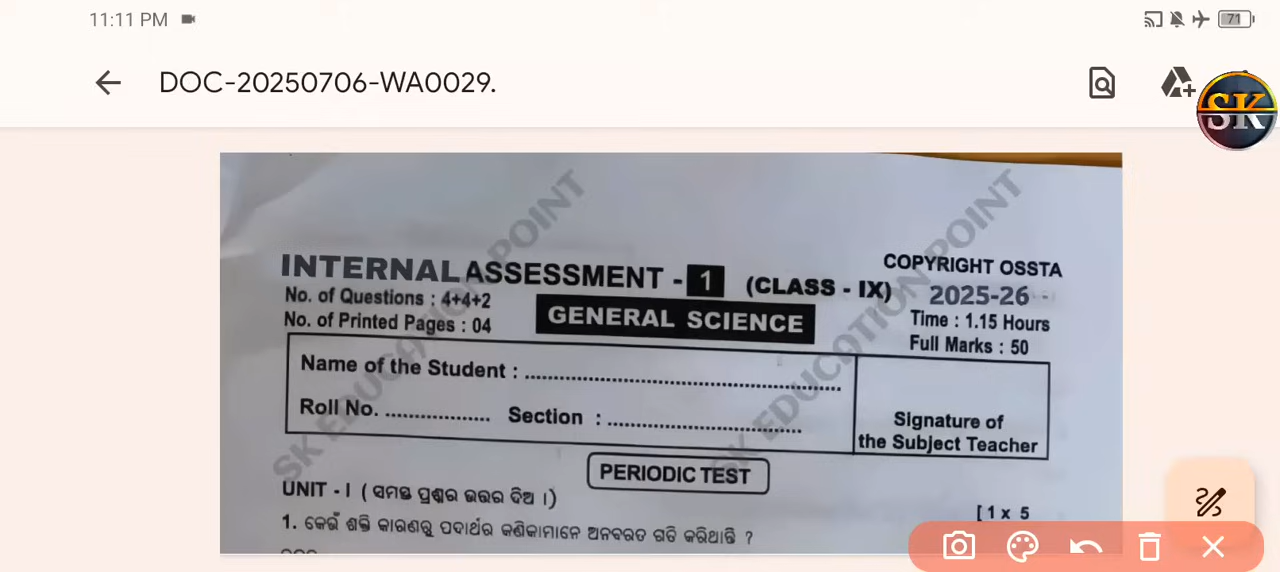 11:11 PM
71
DOC-20250706-WA0029.
SK
SK EDUCATION POINT
SK EDUCATION POINT
INTERNAL ASSESSMENT - 1 (CLASS - IX)
COPYRIGHT OSSTA
2025-26
No. of Questions : 4+4+2
No. of Printed Pages : 04
GENERAL SCIENCE
Time : 1.15 Hours
Full Marks : 50
Name of the Student : ............................................................
Roll No. .................. Section : ...................................
Signature of
the Subject Teacher
PERIODIC TEST
UNIT - I ( ସମସ୍ତ ପ୍ରଶ୍ନର ଉତ୍ତର ଦିଅ ।)
[ 1 x 5
1. କେଉଁ ଶକ୍ତି କାରଣରୁ ପଦାର୍ଥର କଣିକାମାନେ ଅନବରତ ଗତି କରିଥାନ୍ତି ?